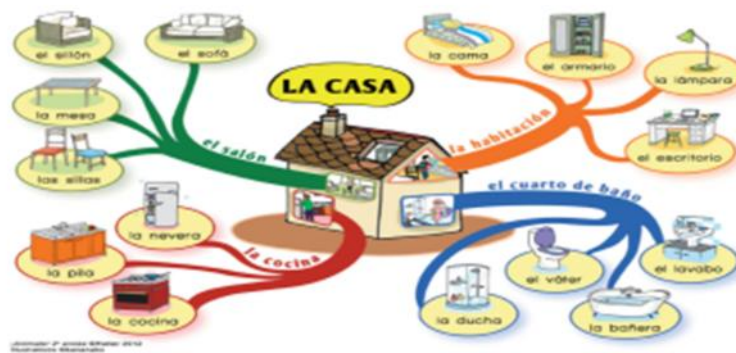 LA CASA
el salón
el sillón
el sofá
la mesa
las sillas
la habitación
la cama
el armario
la lámpara
el escritorio
la cocina
la nevera
la pila
la cocina
el cuarto de baño
la ducha
el váter
la bañera
el lavabo